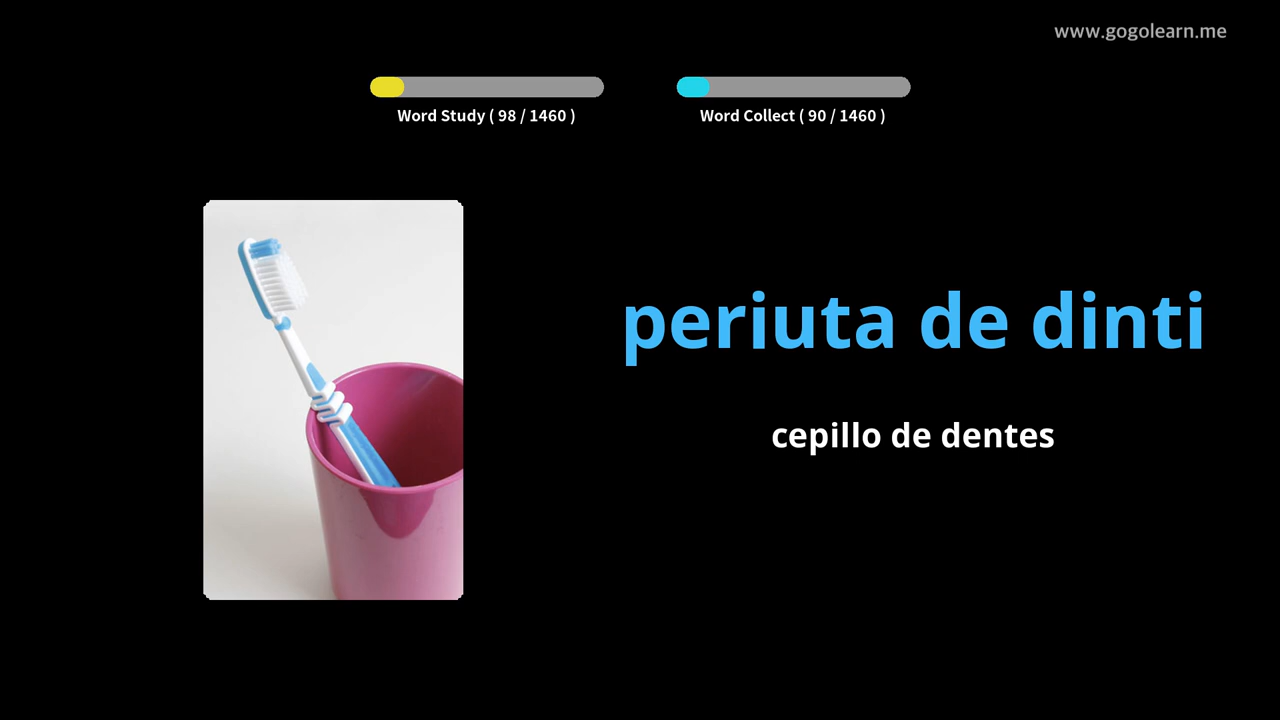 www.gogolearn.me
Word Study ( 98 / 1460 )
Word Collect ( 90 / 1460 )
periuta de dinti
cepillo de dentes